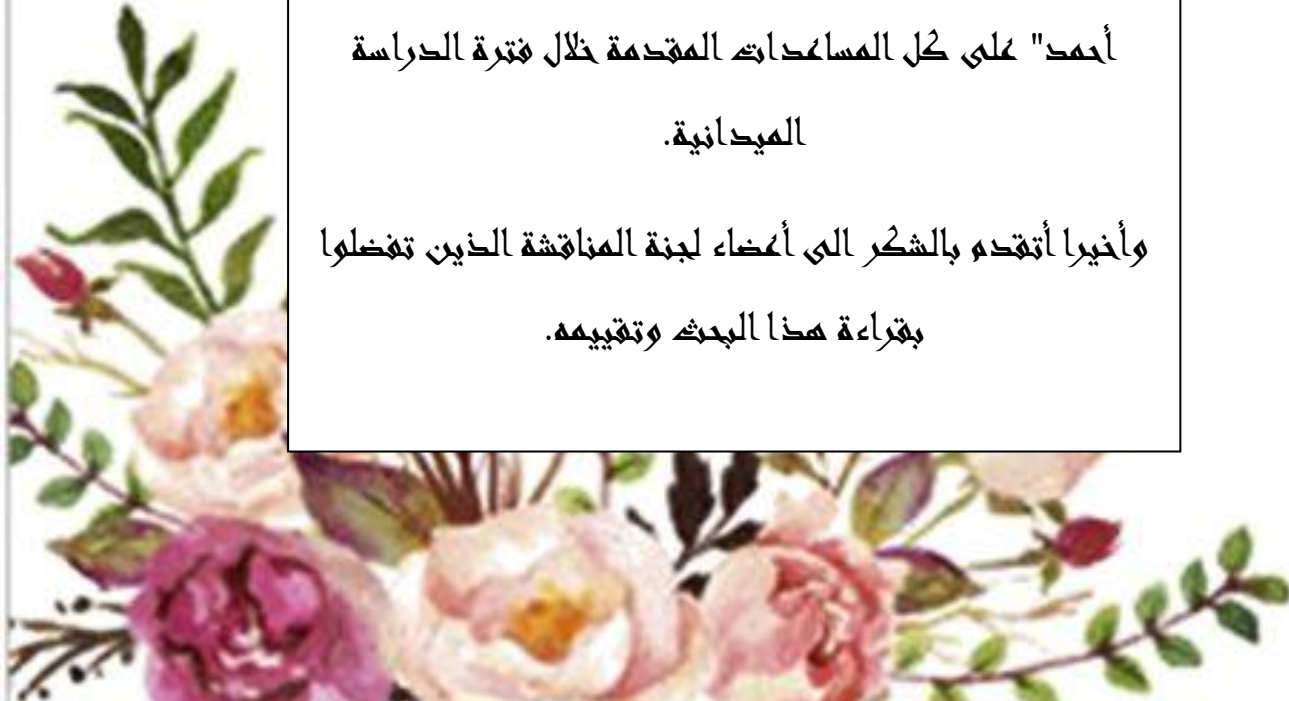 أحمد" على كل المساعدات المقدمة خلال فترة الدراسة
الميدانية.
وأخيرا أتقدم بالشكر الى أعضاء لجنة المناقشة الذين تفضلوا
بقراءة هذا البحث وتقييمه.